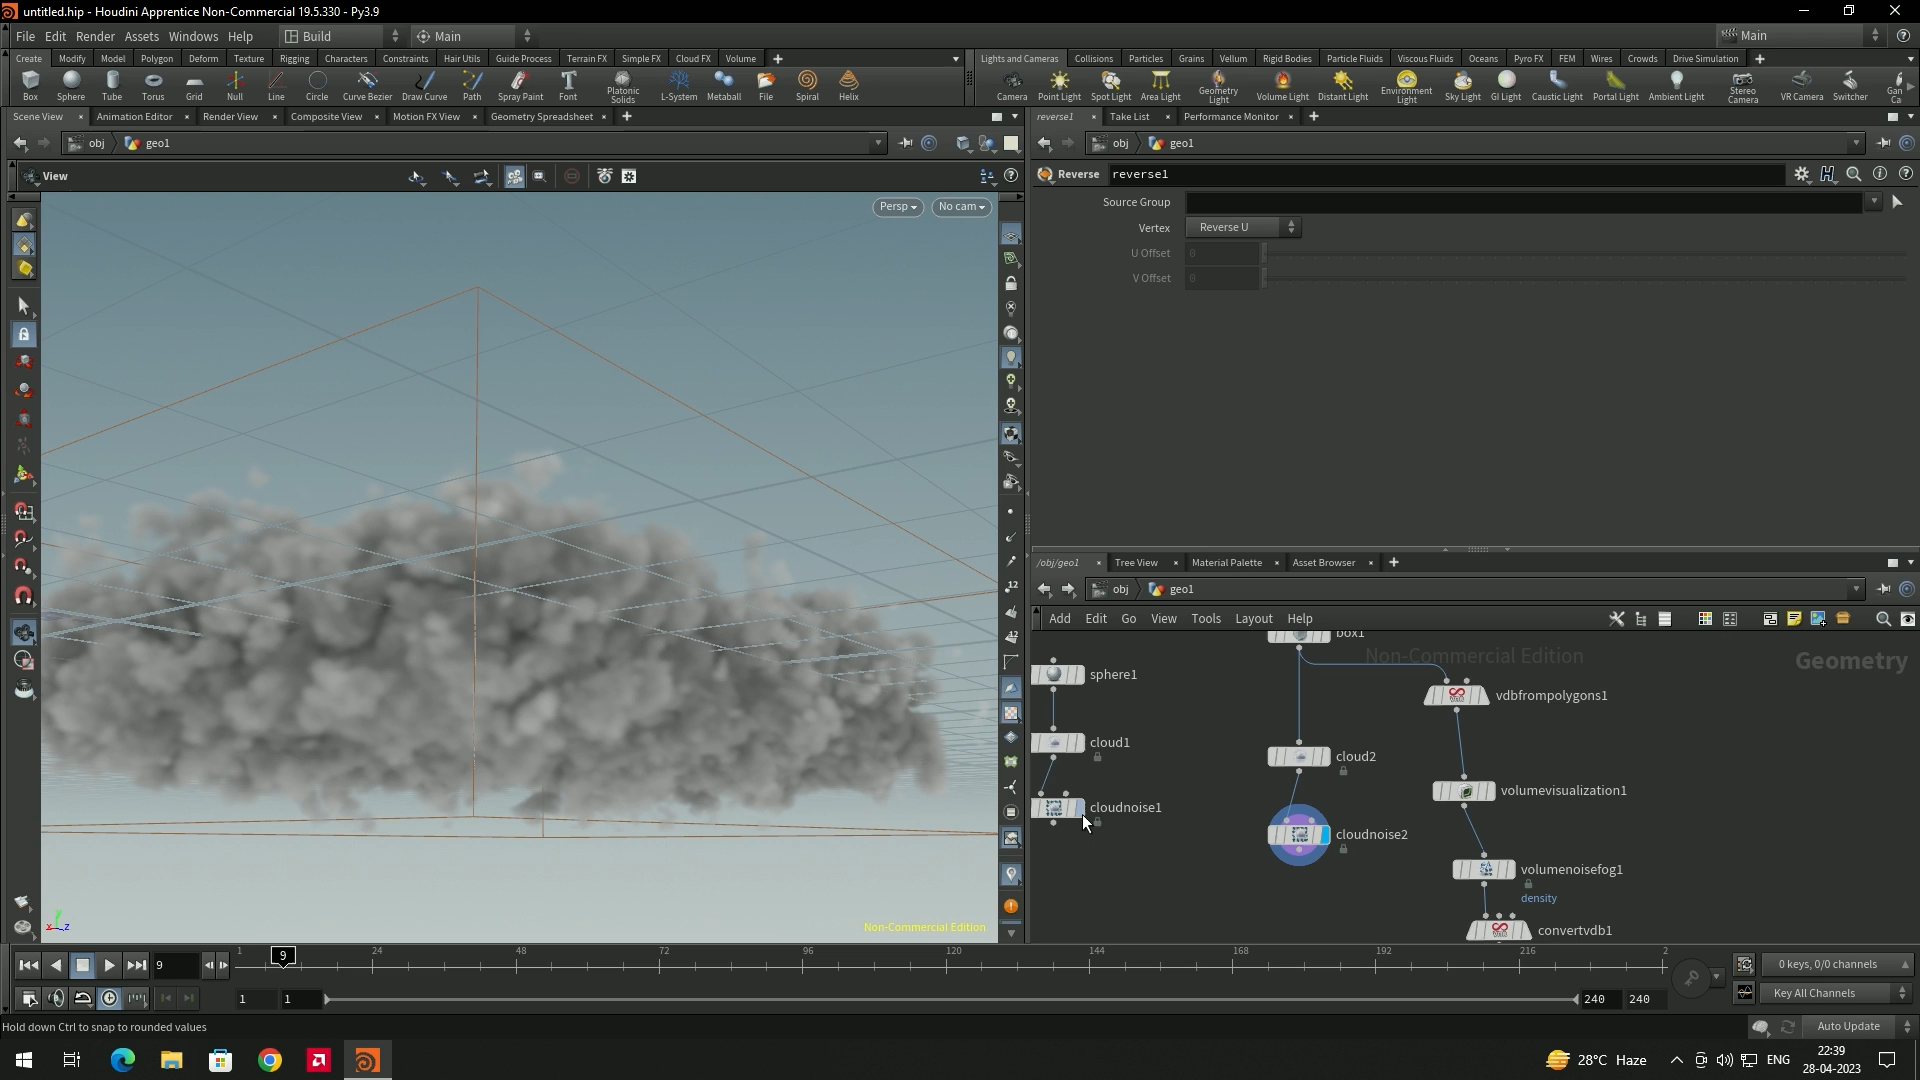 untitled.hip - Houdini Apprentice Non-Commercial 19.5.330 - Py3.9
File Edit Render Assets Windows Help Build Main Main
Create Modify Model Polygon Deform Texture Rigging Characters Constraints Hair Utils Guide Process Terrain FX Simple FX Cloud FX Volume
Lights and Cameras Collisions Particles Grains Vellum Rigid Bodies Particle Fluids Viscous Fluids Oceans Pyro FX FEM Wires Crowds Drive Simulation
Box Sphere Tube Torus Grid Null Line Circle Curve Bezier Draw Curve Path Spray Paint Font Platonic Solids L-System Metaball File Spiral Helix
Camera Point Light Spot Light Area Light Geometry Light Volume Light Distant Light Environment Light Sky Light GI Light Caustic Light Portal Light Ambient Light Stereo Camera VR Camera Switcher Gan Ca
Scene View Animation Editor Render View Composite View Motion FX View Geometry Spreadsheet
reverse1 Take List Performance Monitor
obj geo1
obj geo1
View
Reverse reverse1
Persp No cam
Source Group
Vertex Reverse U
U Offset 0
V Offset 0
/obj/geo1 Tree View Material Palette Asset Browser
obj geo1
Add Edit Go View Tools Layout Help
box1
Non-Commercial Edition Geometry
sphere1
vdbfrompolygons1
cloud1
cloud2
volumevisualization1
cloudnoise1
cloudnoise2
volumenoisefog1
density
convertvdb1
12
12
Non-Commercial Edition
9 1 9 24 48 72 96 120 144 168 192 216 2
0 keys, 0/0 channels
1 1 240 240
Key All Channels
Hold down Ctrl to snap to rounded values
Auto Update
28°C Haze ENG
22:39
28-04-2023